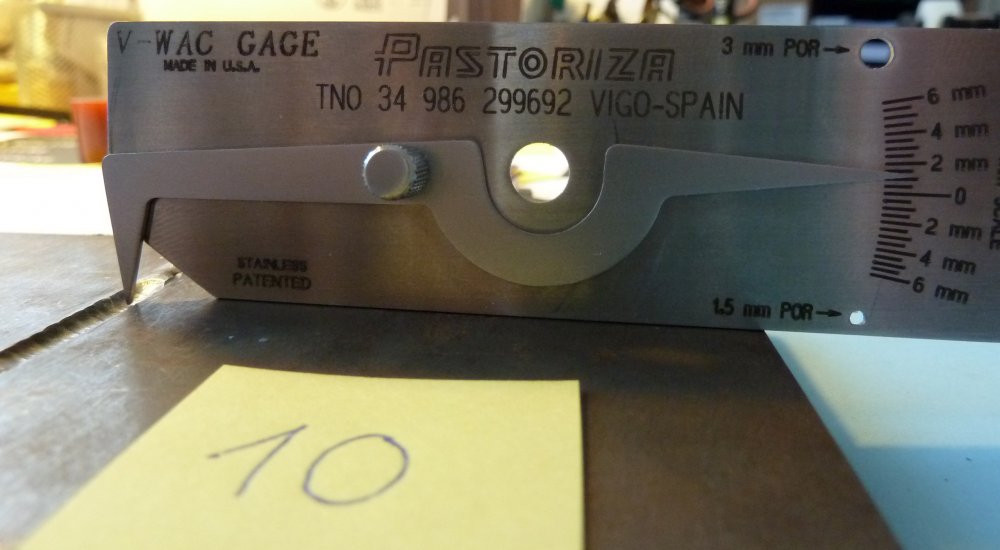 V-WAC GAGE
MADE IN U.S.A.
PASTORIZA
TNO 34 986 299692 VIGO-SPAIN
3 mm POR→
6 mm
4 mm
2 mm
0
2 mm
4 mm
6 mm
STAINLESS
PATENTED
1.5 mm POR→
10